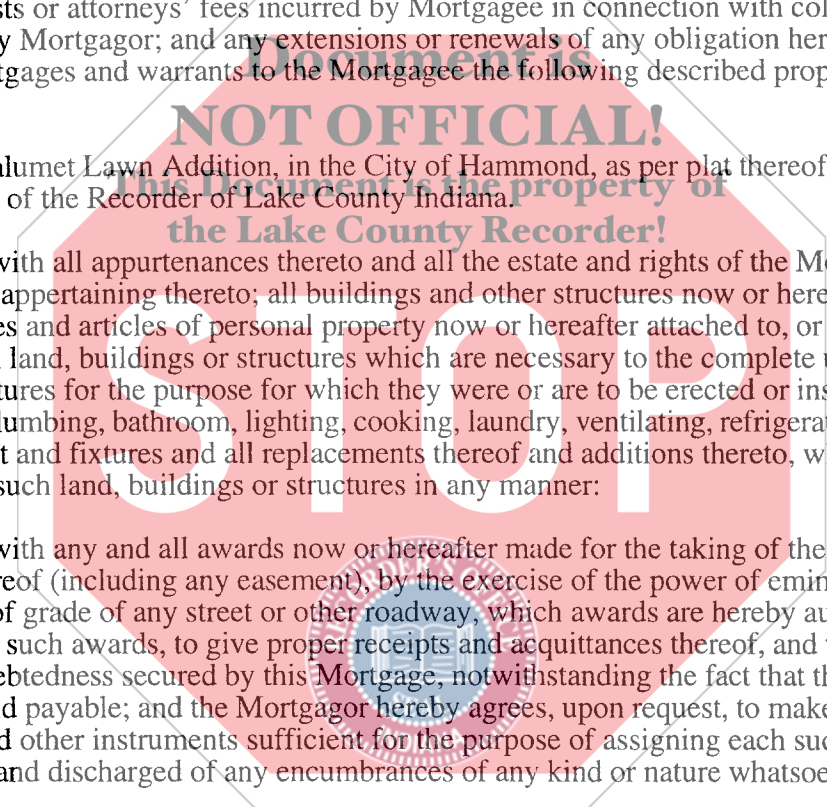 sts or attorneys' fees incurred by Mortgagee in connection with col
y Mortgagor; and any extensions or renewals of any obligation her
tgages and warrants to the Mortgagee the following described prop
Document is
NOT OFFICIAL!
alumet Lawn Addition, in the City of Hammond, as per plat thereof
This Document is the property of
of the Recorder of Lake County Indiana.
the Lake County Recorder!
with all appurtenances thereto and all the estate and rights of the Mo
appertaining thereto; all buildings and other structures now or here
es and articles of personal property now or hereafter attached to, or
land, buildings or structures which are necessary to the complete u
tures for the purpose for which they were or are to be erected or ins
lumbing, bathroom, lighting, cooking, laundry, ventilating, refrigera
t and fixtures and all replacements thereof and additions thereto, w
such land, buildings or structures in any manner:
STOP
with any and all awards now or hereafter made for the taking of the
reof (including any easement), by the exercise of the power of emin
of grade of any street or other roadway, which awards are hereby au
such awards, to give proper receipts and acquittances thereof, and
ebtedness secured by this Mortgage, notwithstanding the fact that th
d payable; and the Mortgagor hereby agrees, upon request, to make
d other instruments sufficient for the purpose of assigning each suc
and discharged of any encumbrances of any kind or nature whatsoe
RECORDER'S OFFICE
SEAL
INDIANA